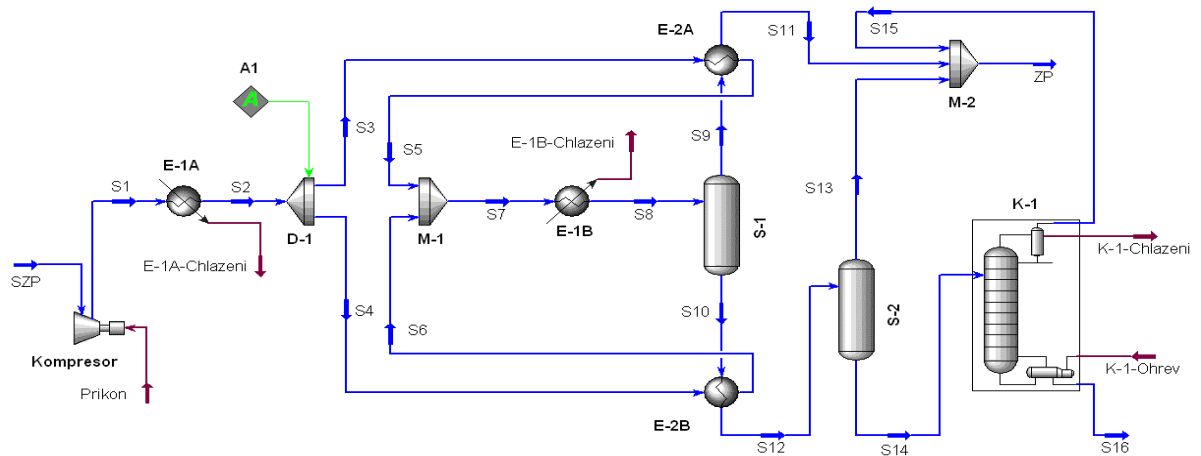 E-2A
S11
S15
ZP
M-2
A1
A
S3
S9
S5
E-1B-Chlazeni
S13
E-1A
S1
S2
S7
S8
D-1
M-1
E-1B
S-1
K-1
K-1-Chlazeni
E-1A-Chlazeni
SZP
S4
S10
S6
S-2
Kompresor
Prikon
K-1-Ohrev
E-2B
S12
S14
S16